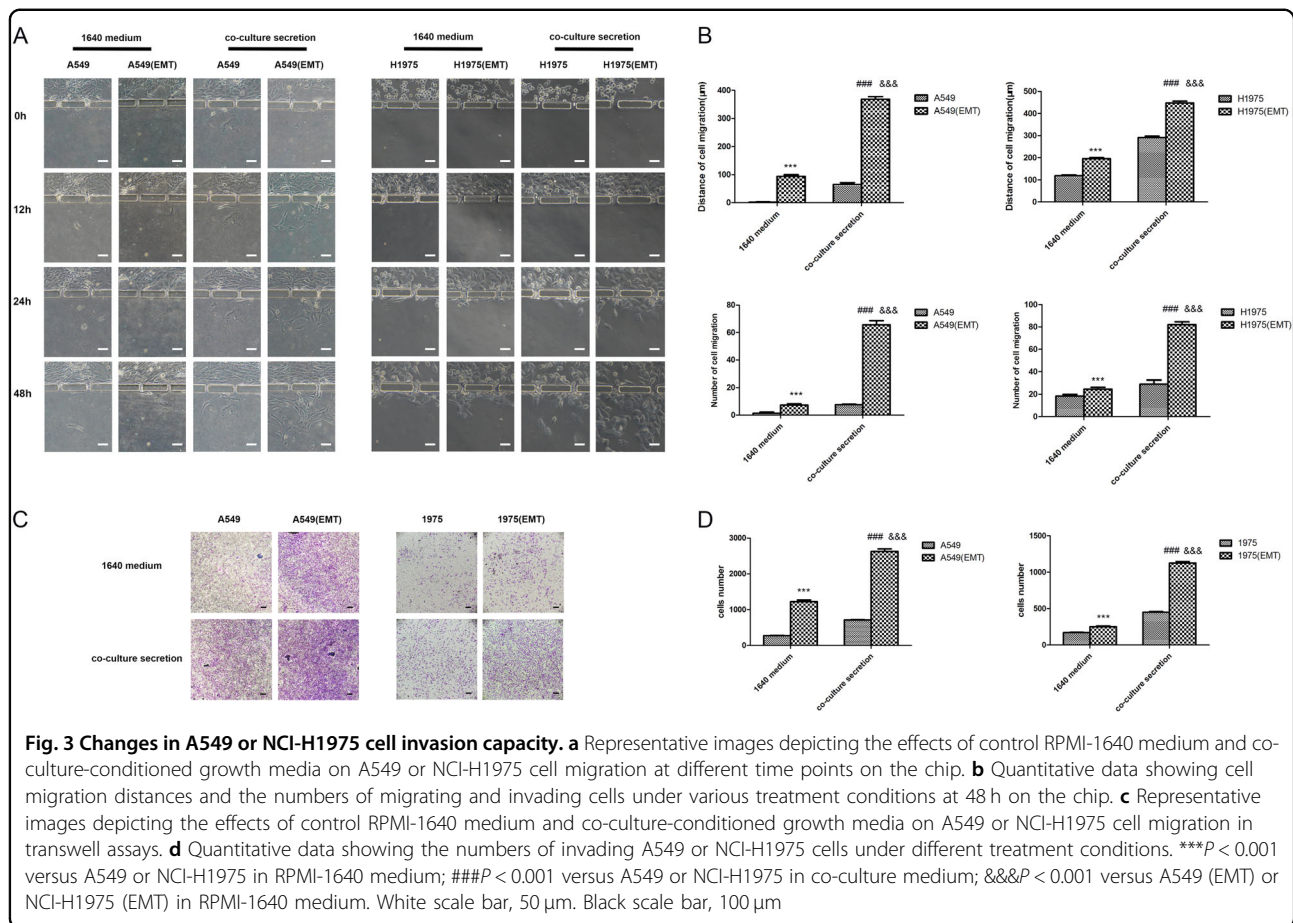 A
1640 medium co-culture secretion 1640 medium co-culture secretion
A549 A549(EMT) A549 A549(EMT) H1975 H1975(EMT) H1975 H1975(EMT)
0h
12h
24h
48h
B
Distance of cell migration(μm)
400
300
200
100
0
***
### &&&
1640 medium
co-culture secretion
A549
A549(EMT)
Distance of cell migration(μm)
500
400
300
200
100
0
***
### &&&
1640 medium
co-culture secretion
H1975
H1975(EMT)
Number of cell migration
80
60
40
20
0
***
### &&&
1640 medium
co-culture secretion
A549
A549(EMT)
Number of cell migration
100
80
60
40
20
0
***
### &&&
1640 medium
co-culture secretion
H1975
H1975(EMT)
C
A549 A549(EMT) 1975 1975(EMT)
1640 medium
co-culture secretion
D
cells number
3000
2000
1000
0
***
### &&&
1640 medium
co-culture secretion
A549
A549(EMT)
cells number
1500
1000
500
0
***
### &&&
1640 medium
co-culture secretion
1975
1975(EMT)
Fig. 3 Changes in A549 or NCI-H1975 cell invasion capacity. a Representative images depicting the effects of control RPMI-1640 medium and co-
culture-conditioned growth media on A549 or NCI-H1975 cell migration at different time points on the chip. b Quantitative data showing cell
migration distances and the numbers of migrating and invading cells under various treatment conditions at 48 h on the chip. c Representative
images depicting the effects of control RPMI-1640 medium and co-culture-conditioned growth media on A549 or NCI-H1975 cell migration in
transwell assays. d Quantitative data showing the numbers of invading A549 or NCI-H1975 cells under different treatment conditions. ***P < 0.001
versus A549 or NCI-H1975 in RPMI-1640 medium; ###P < 0.001 versus A549 or NCI-H1975 in co-culture medium; &&&P < 0.001 versus A549 (EMT) or
NCI-H1975 (EMT) in RPMI-1640 medium. White scale bar, 50 μm. Black scale bar, 100 μm